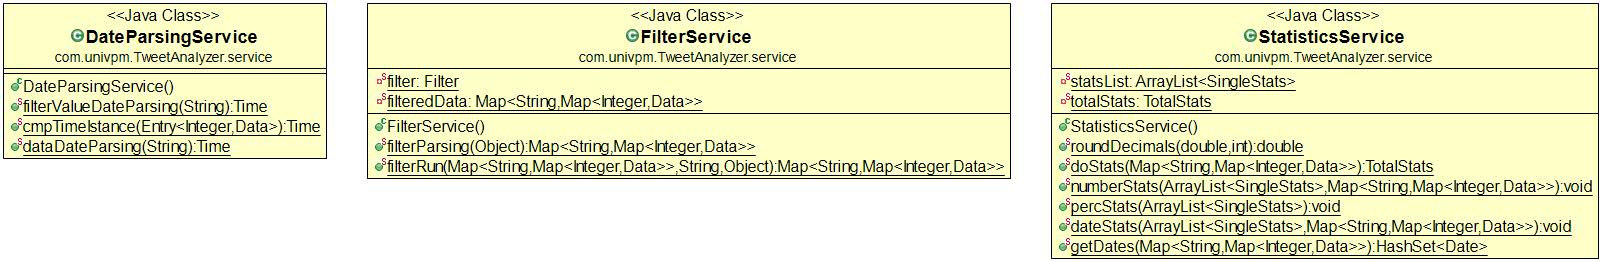 <<Java Class>>
DateParsingService
com.univpm.TweetAnalyzer.service
DateParsingService()
filterValueDateParsing(String):Time
cmpTimeIstance(Entry<Integer,Data>):Time
dataDateParsing(String):Time
<<Java Class>>
FilterService
com.univpm.TweetAnalyzer.service
filter: Filter
filteredData: Map<String,Map<Integer,Data>>
FilterService()
filterParsing(Object):Map<String,Map<Integer,Data>>
filterRun(Map<String,Map<Integer,Data>>,String,Object):Map<String,Map<Integer,Data>>
<<Java Class>>
StatisticsService
com.univpm.TweetAnalyzer.service
statsList: ArrayList<SingleStats>
totalStats: TotalStats
StatisticsService()
roundDecimals(double,int):double
doStats(Map<String,Map<Integer,Data>>):TotalStats
numberStats(ArrayList<SingleStats>,Map<String,Map<Integer,Data>>):void
percStats(ArrayList<SingleStats>):void
dateStats(ArrayList<SingleStats>,Map<String,Map<Integer,Data>>):void
getDates(Map<String,Map<Integer,Data>>):HashSet<Date>